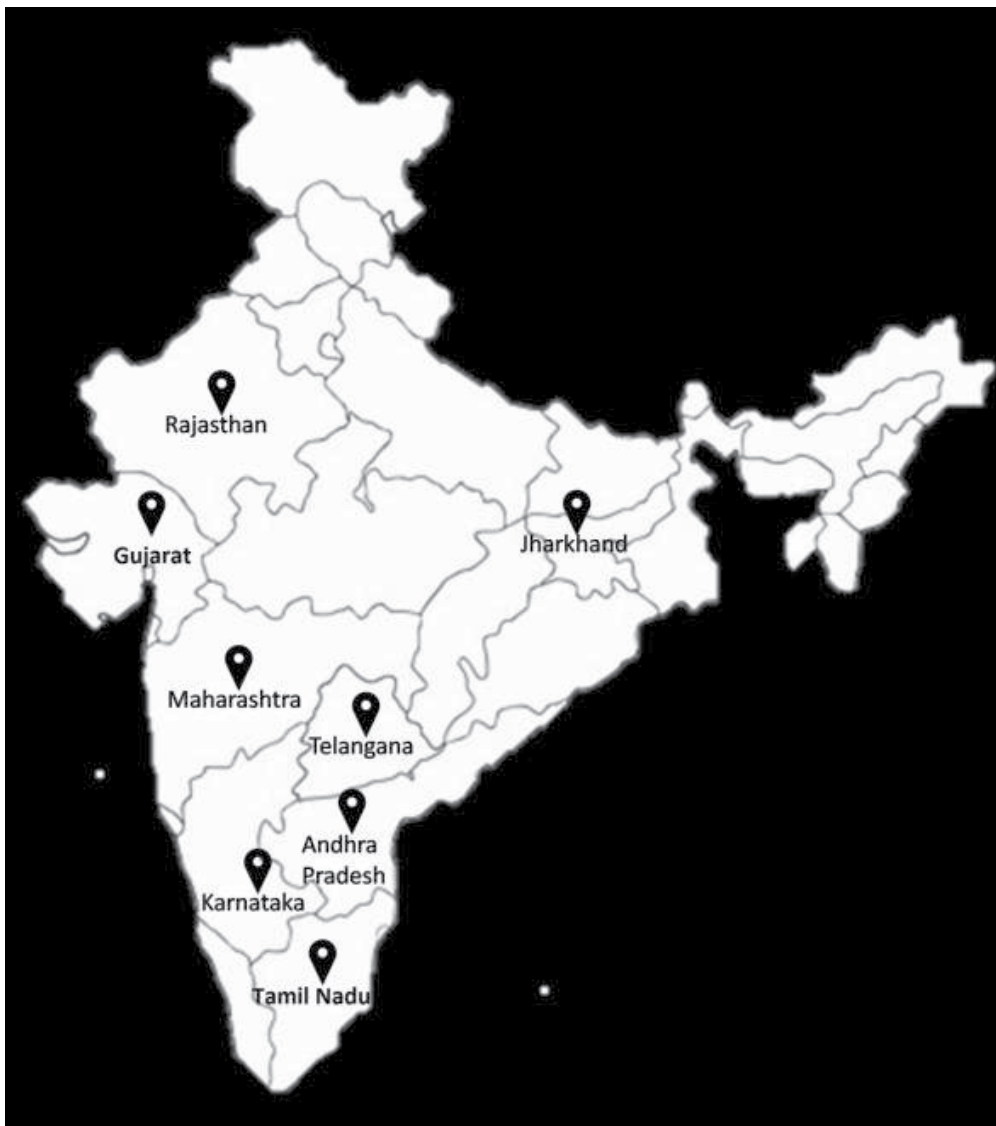 Rajasthan
Jharkhand
Gujarat
Maharashtra
Telangana
Andhra
Pradesh
Karnataka
Tamil Nadu